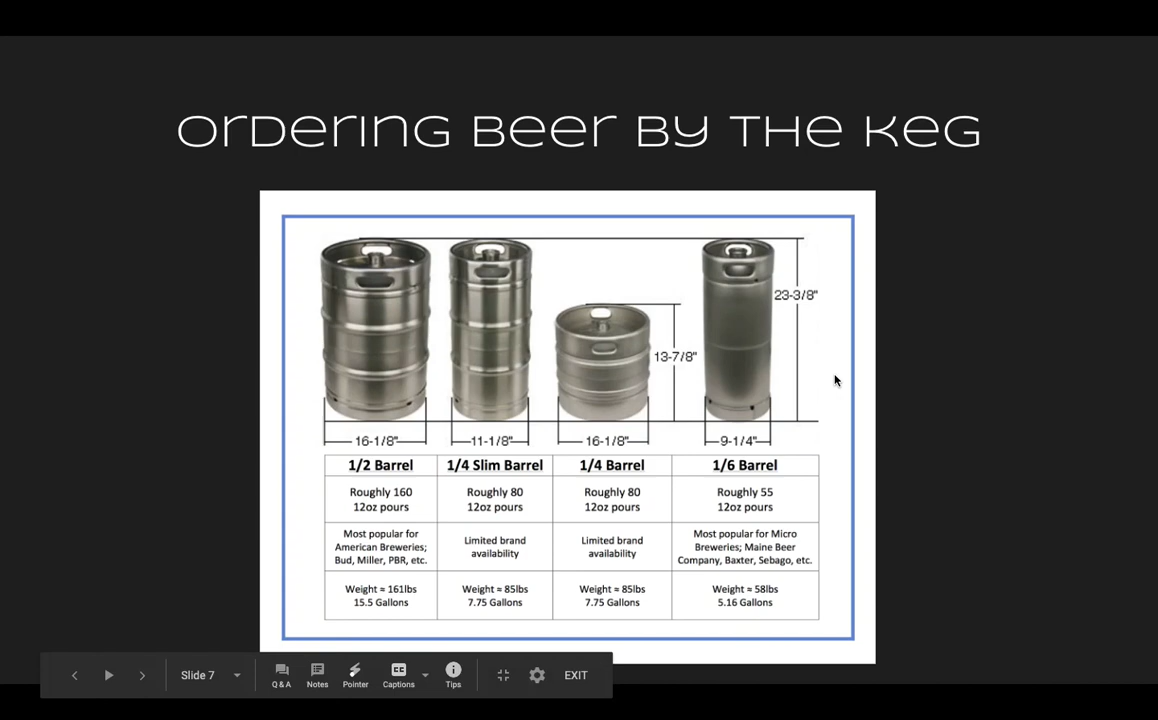 Ordering Beer By The Keg
23-3/8"
13-7/8"
16-1/8"
11-1/8"
16-1/8"
9-1/4"
1/2 Barrel
1/4 Slim Barrel
1/4 Barrel
1/6 Barrel
Roughly 160
12oz pours
Roughly 80
12oz pours
Roughly 80
12oz pours
Roughly 55
12oz pours
Most popular for
American Breweries;
Bud, Miller, PBR, etc.
Limited brand
availability
Limited brand
availability
Most popular for Micro
Breweries; Maine Beer
Company, Baxter, Sebago, etc.
Weight ≈ 161lbs
15.5 Gallons
Weight ≈ 85lbs
7.75 Gallons
Weight ≈ 85lbs
7.75 Gallons
Weight ≈ 58lbs
5.16 Gallons
Slide 7
Q & A
Notes
Pointer
CC
Captions
Tips
EXIT